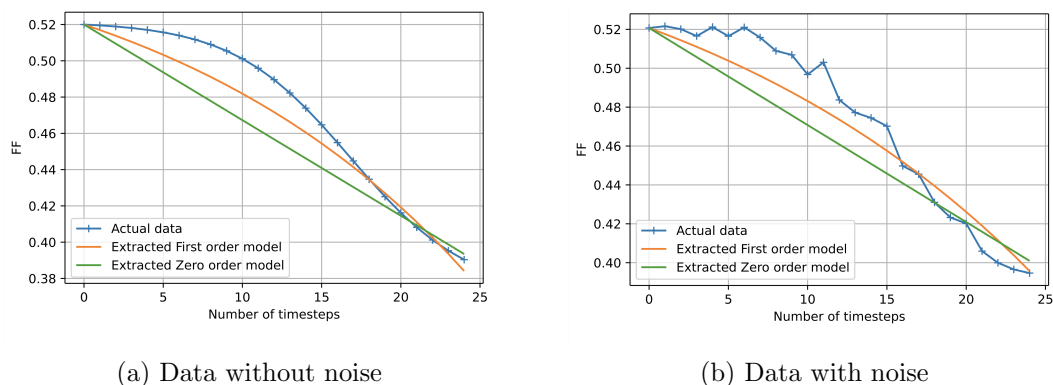 0.52
0.50
0.48
0.46
0.44
0.42
0.40
0.38
FF
Actual data
Extracted First order model
Extracted Zero order model
0 5 10 15 20 25
Number of timesteps
(a) Data without noise
0.52
0.50
0.48
0.46
0.44
0.42
0.40
FF
Actual data
Extracted First order model
Extracted Zero order model
0 5 10 15 20 25
Number of timesteps
(b) Data with noise